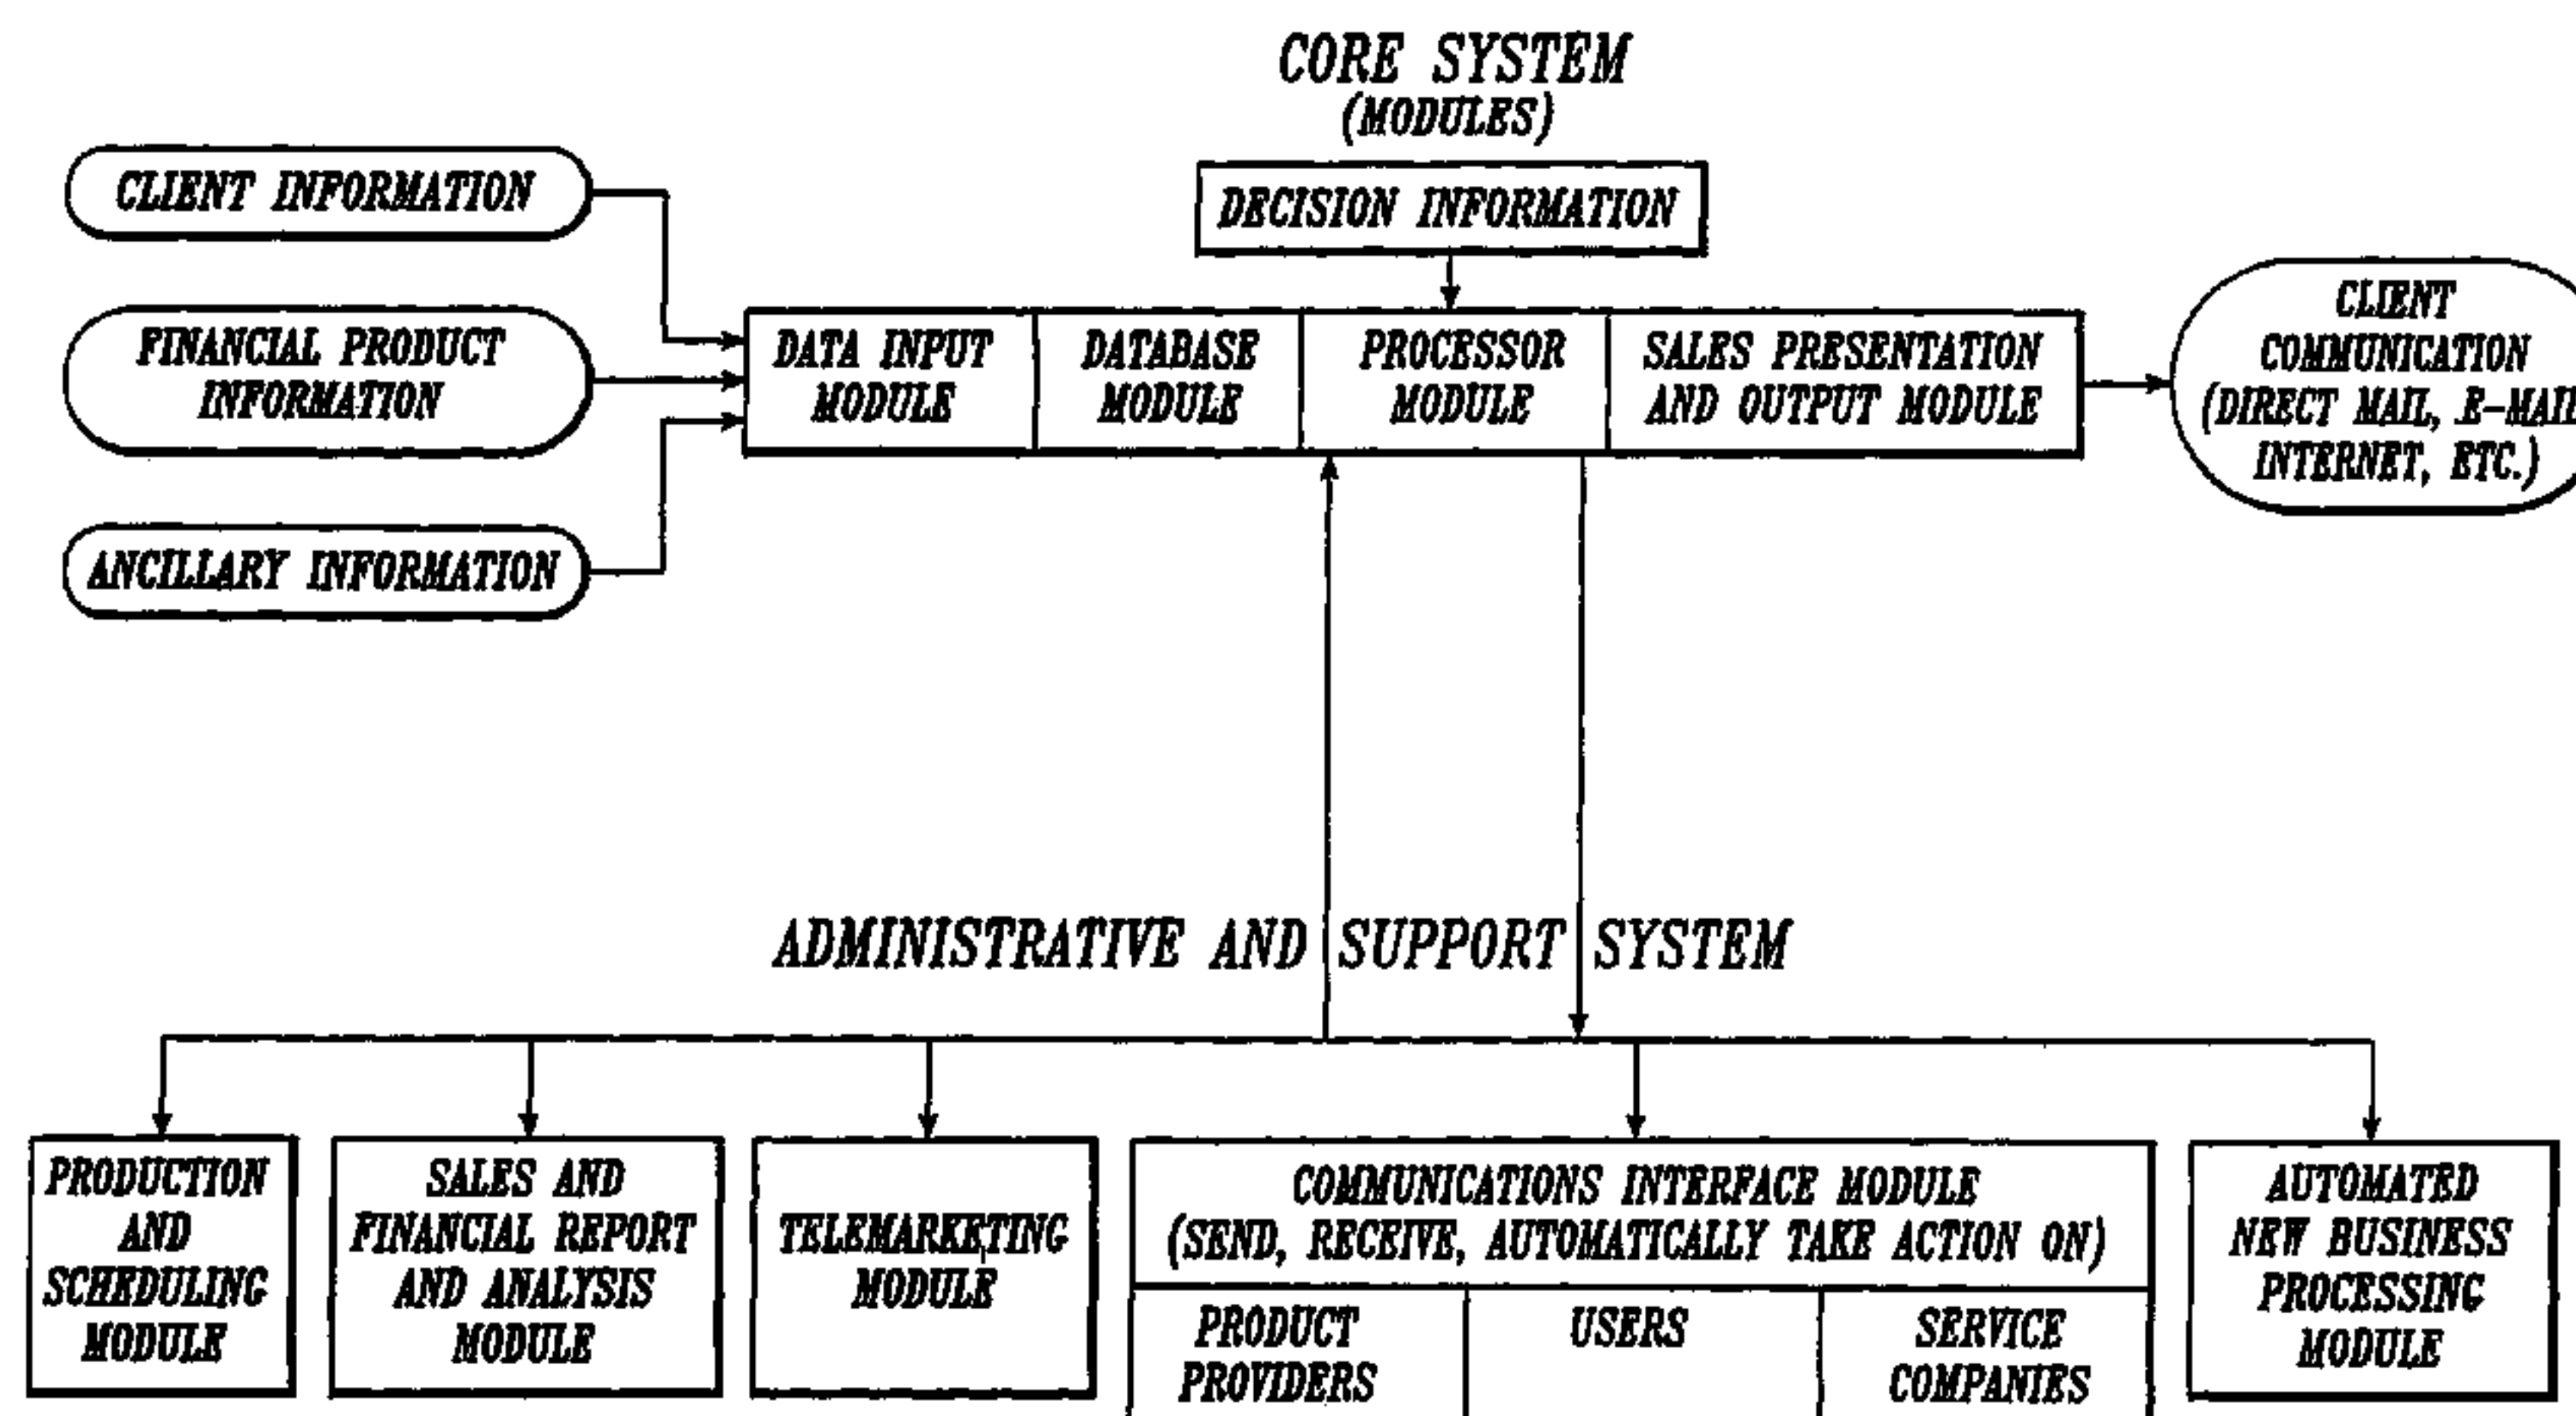 CORE SYSTEM
(MODULES)
CLIENT INFORMATION
DECISION INFORMATION
FINANCIAL PRODUCT
INFORMATION
ANCILLARY INFORMATION
DATA INPUT
MODULE
DATABASE
MODULE
PROCESSOR
MODULE
SALES PRESENTATION
AND OUTPUT MODULE
CLIENT
COMMUNICATION
(DIRECT MAIL, E-MAIL
INTERNET, ETC.)
ADMINISTRATIVE AND SUPPORT SYSTEM
PRODUCTION
AND
SCHEDULING
MODULE
SALES AND
FINANCIAL REPORT
AND ANALYSIS
MODULE
TELEMARKETING
MODULE
COMMUNICATIONS INTERFACE MODULE
(SEND, RECEIVE, AUTOMATICALLY TAKE ACTION ON)
PRODUCT
PROVIDERS
USERS
SERVICE
COMPANIES
AUTOMATED
NEW BUSINESS
PROCESSING
MODULE